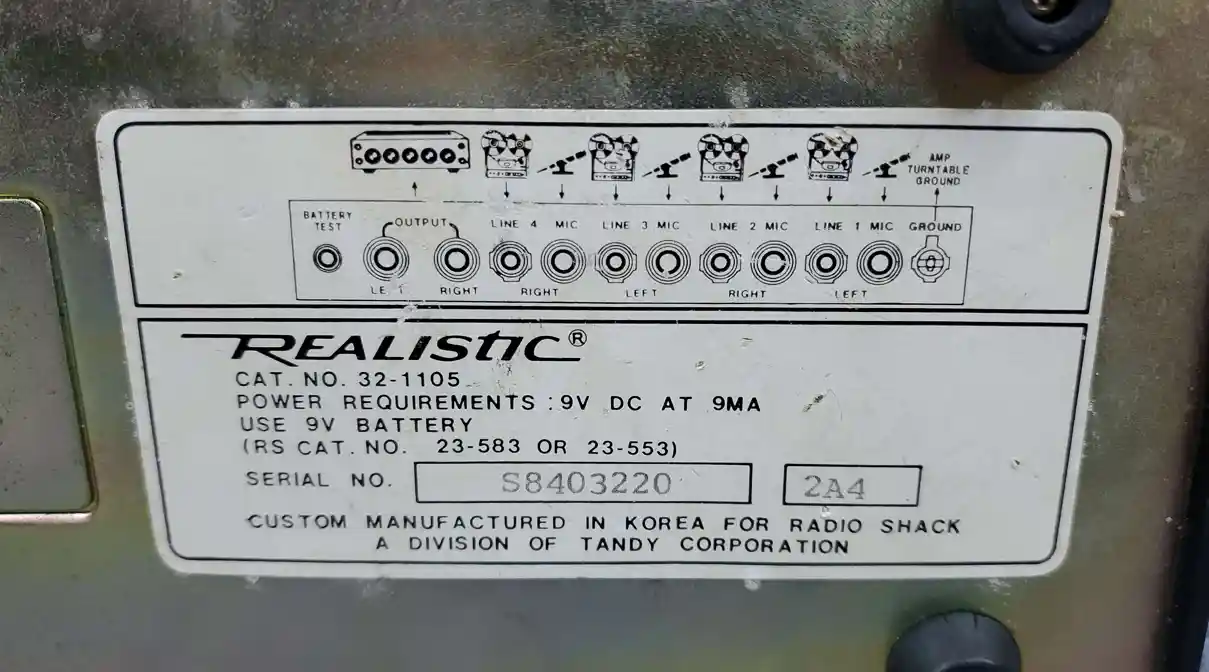 AMP
TURNTABLE
GROUND
BATTERY
TEST
OUTPUT
LINE 4 MIC LINE 3 MIC LINE 2 MIC LINE 1 MIC GROUND
LEFT RIGHT RIGHT LEFT RIGHT LEFT
REALISTIC®
CAT. NO. 32-1105
POWER REQUIREMENTS : 9V DC AT 9MA
USE 9V BATTERY
(RS CAT. NO. 23-583 OR 23-553)
SERIAL NO. S8403220 2A4
CUSTOM MANUFACTURED IN KOREA FOR RADIO SHACK
A DIVISION OF TANDY CORPORATION